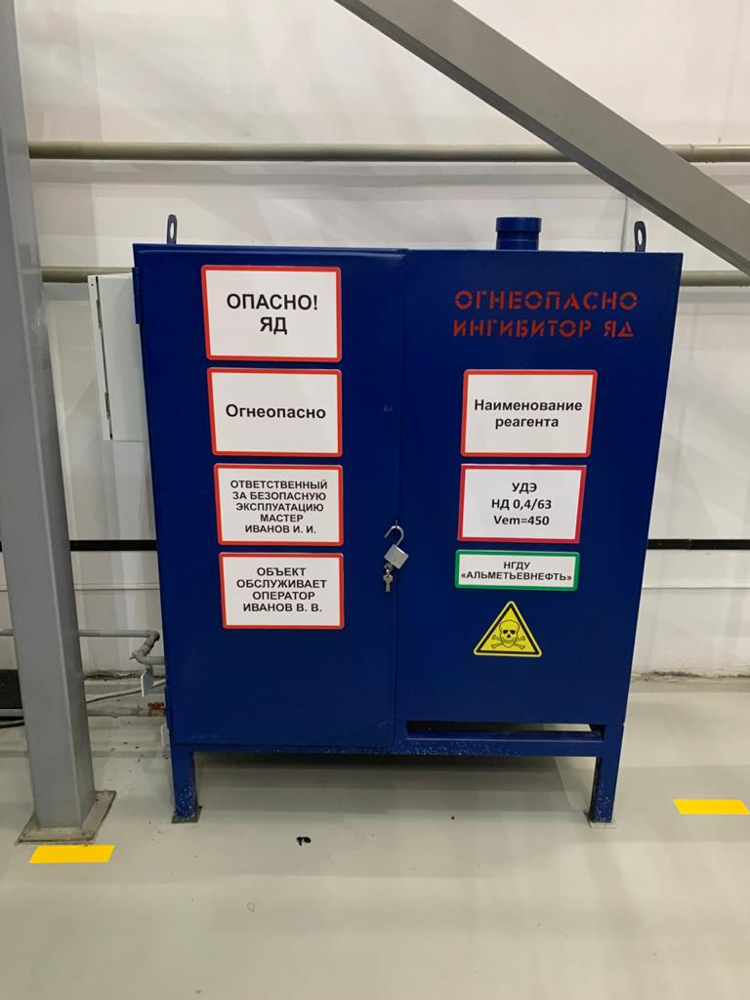 ОПАСНО!
ЯД
Огнеопасно
ОТВЕТСТВЕННЫЙ
ЗА БЕЗОПАСНУЮ
ЭКСПЛУАТАЦИЮ
МАСТЕР
ИВАНОВ И. И.
ОБЪЕКТ
ОБСЛУЖИВАЕТ
ОПЕРАТОР
ИВАНОВ В. В.
ОГНЕОПАСНО
ИНГИБИТОР ЯД
Наименование
реагента
УДЭ
НД 0,4/63
Vem=450
НГДУ
«АЛЬМЕТЬЕВНЕФТЬ»